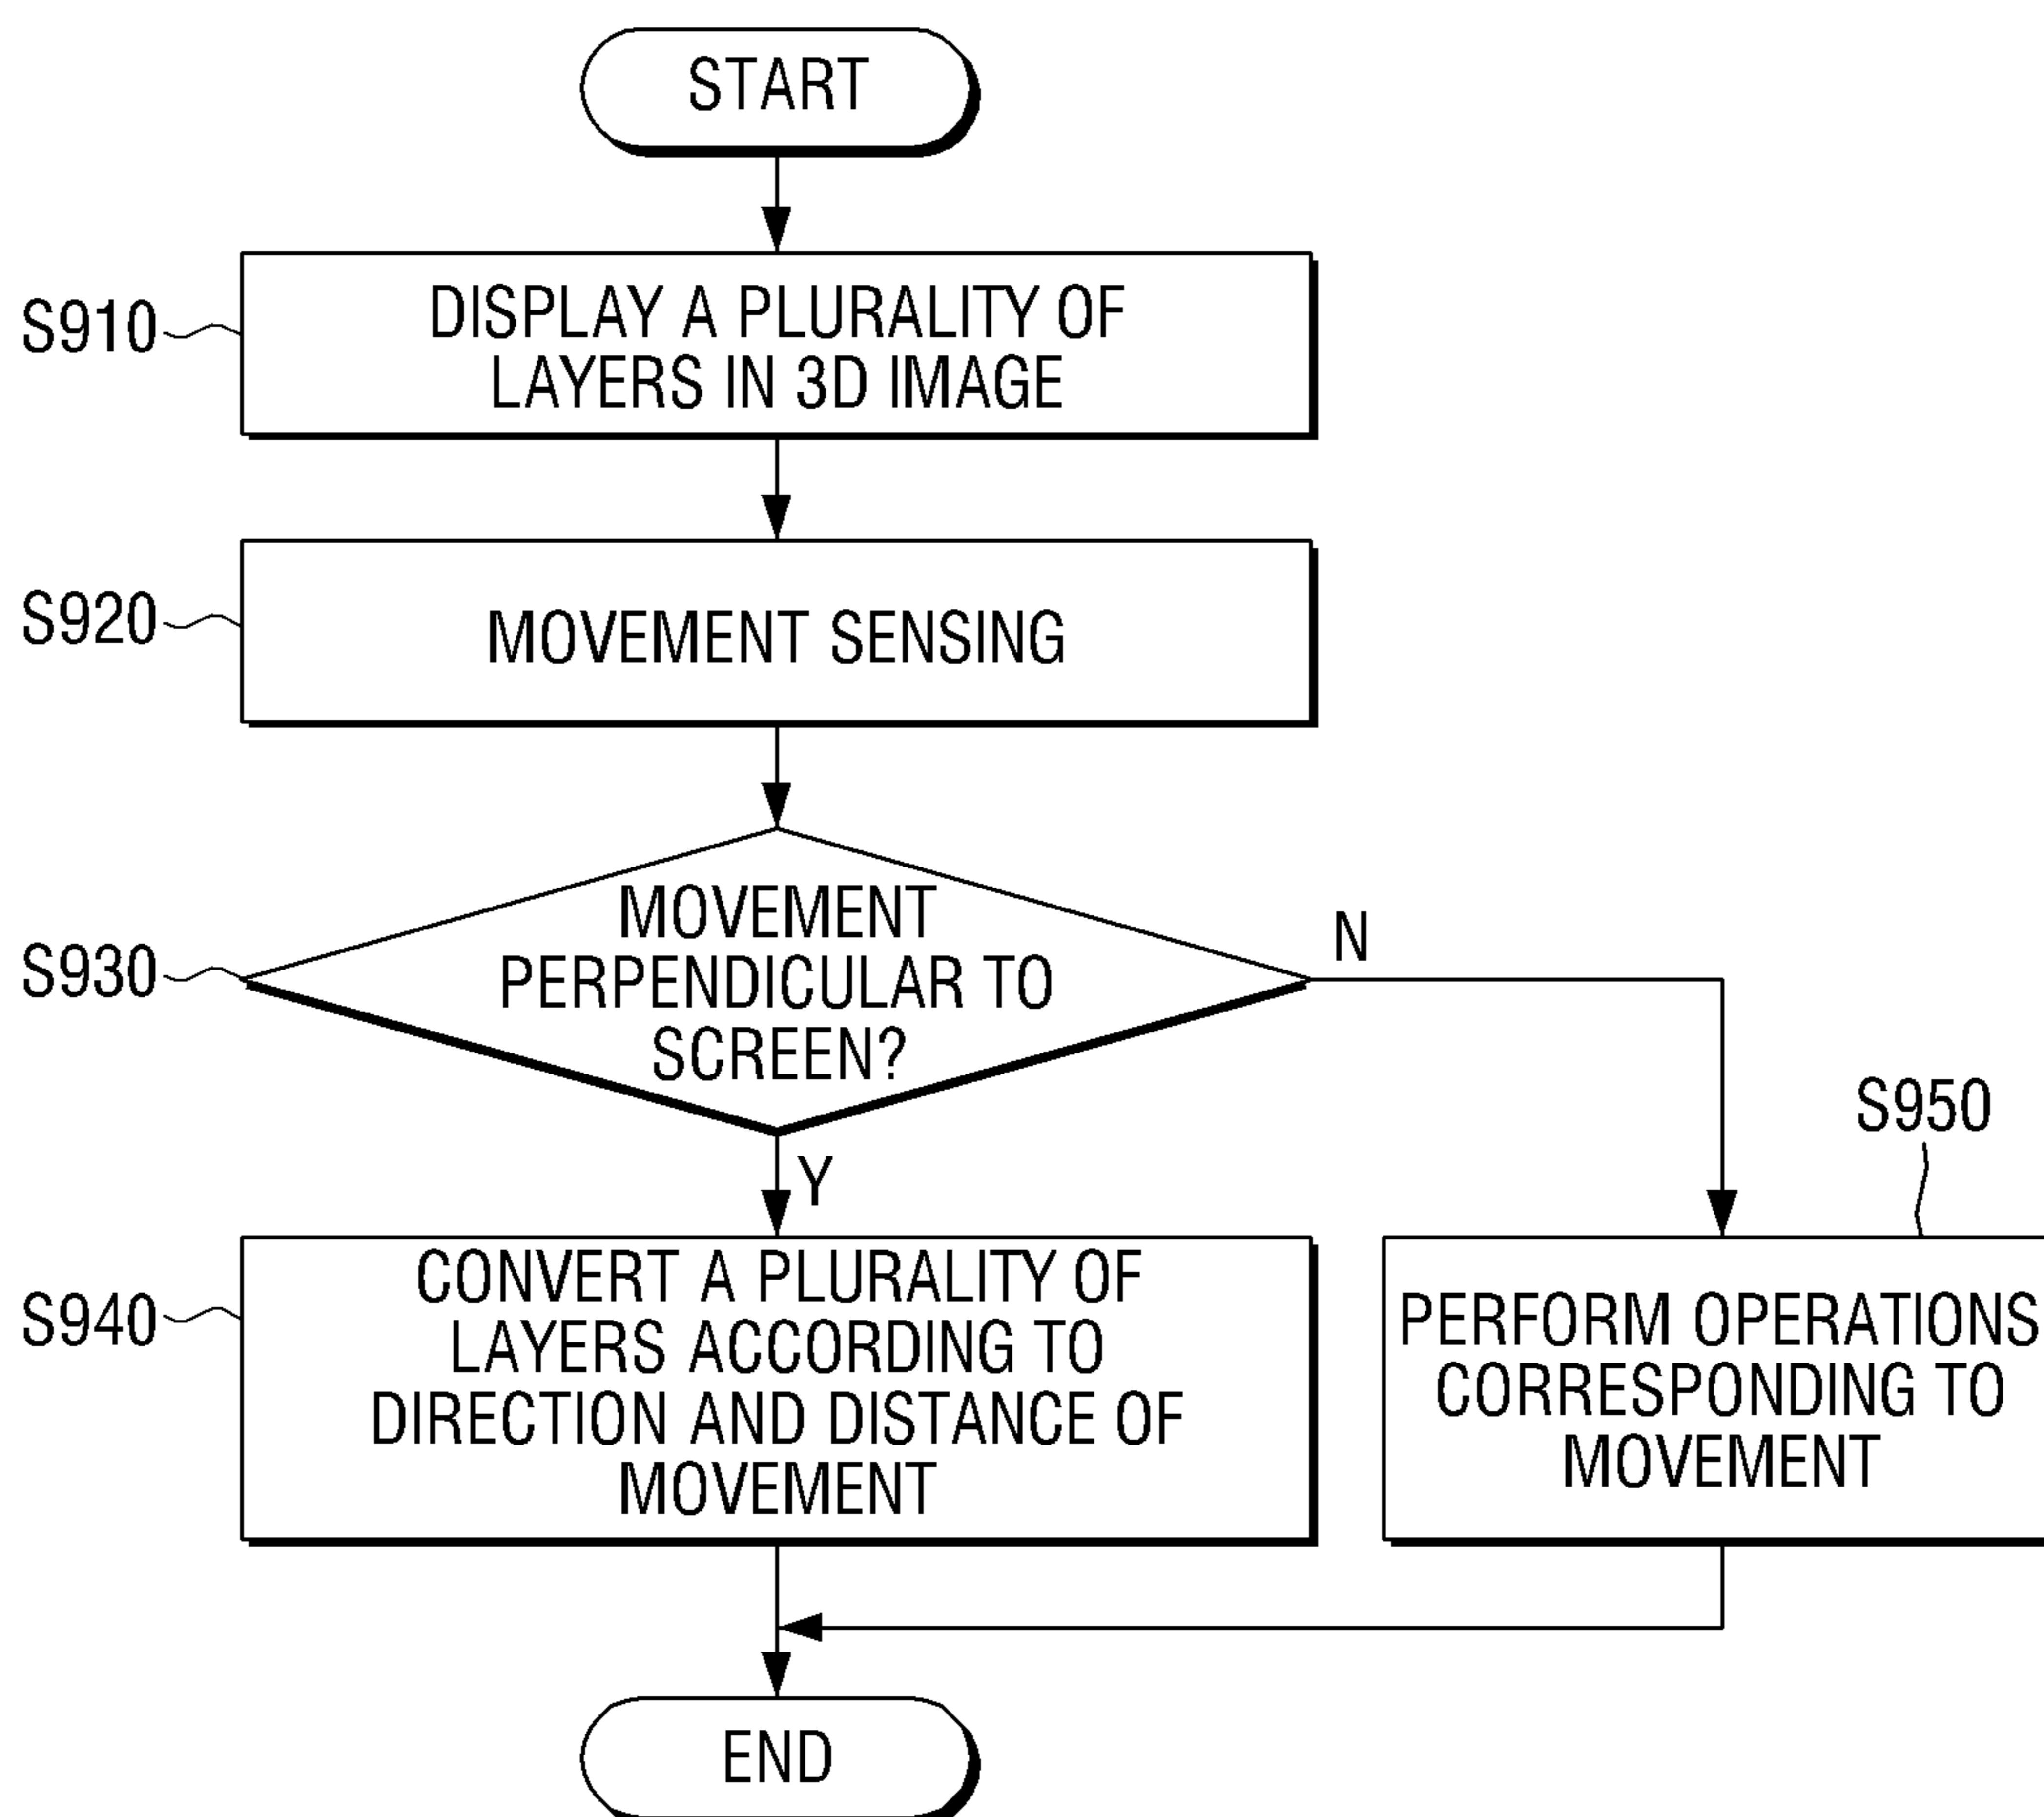 START
S910
DISPLAY A PLURALITY OF
LAYERS IN 3D IMAGE
S920
MOVEMENT SENSING
S930
MOVEMENT
PERPENDICULAR TO
SCREEN?
N
Y
S940
CONVERT A PLURALITY OF
LAYERS ACCORDING TO
DIRECTION AND DISTANCE OF
MOVEMENT
S950
PERFORM OPERATIONS
CORRESPONDING TO
MOVEMENT
END